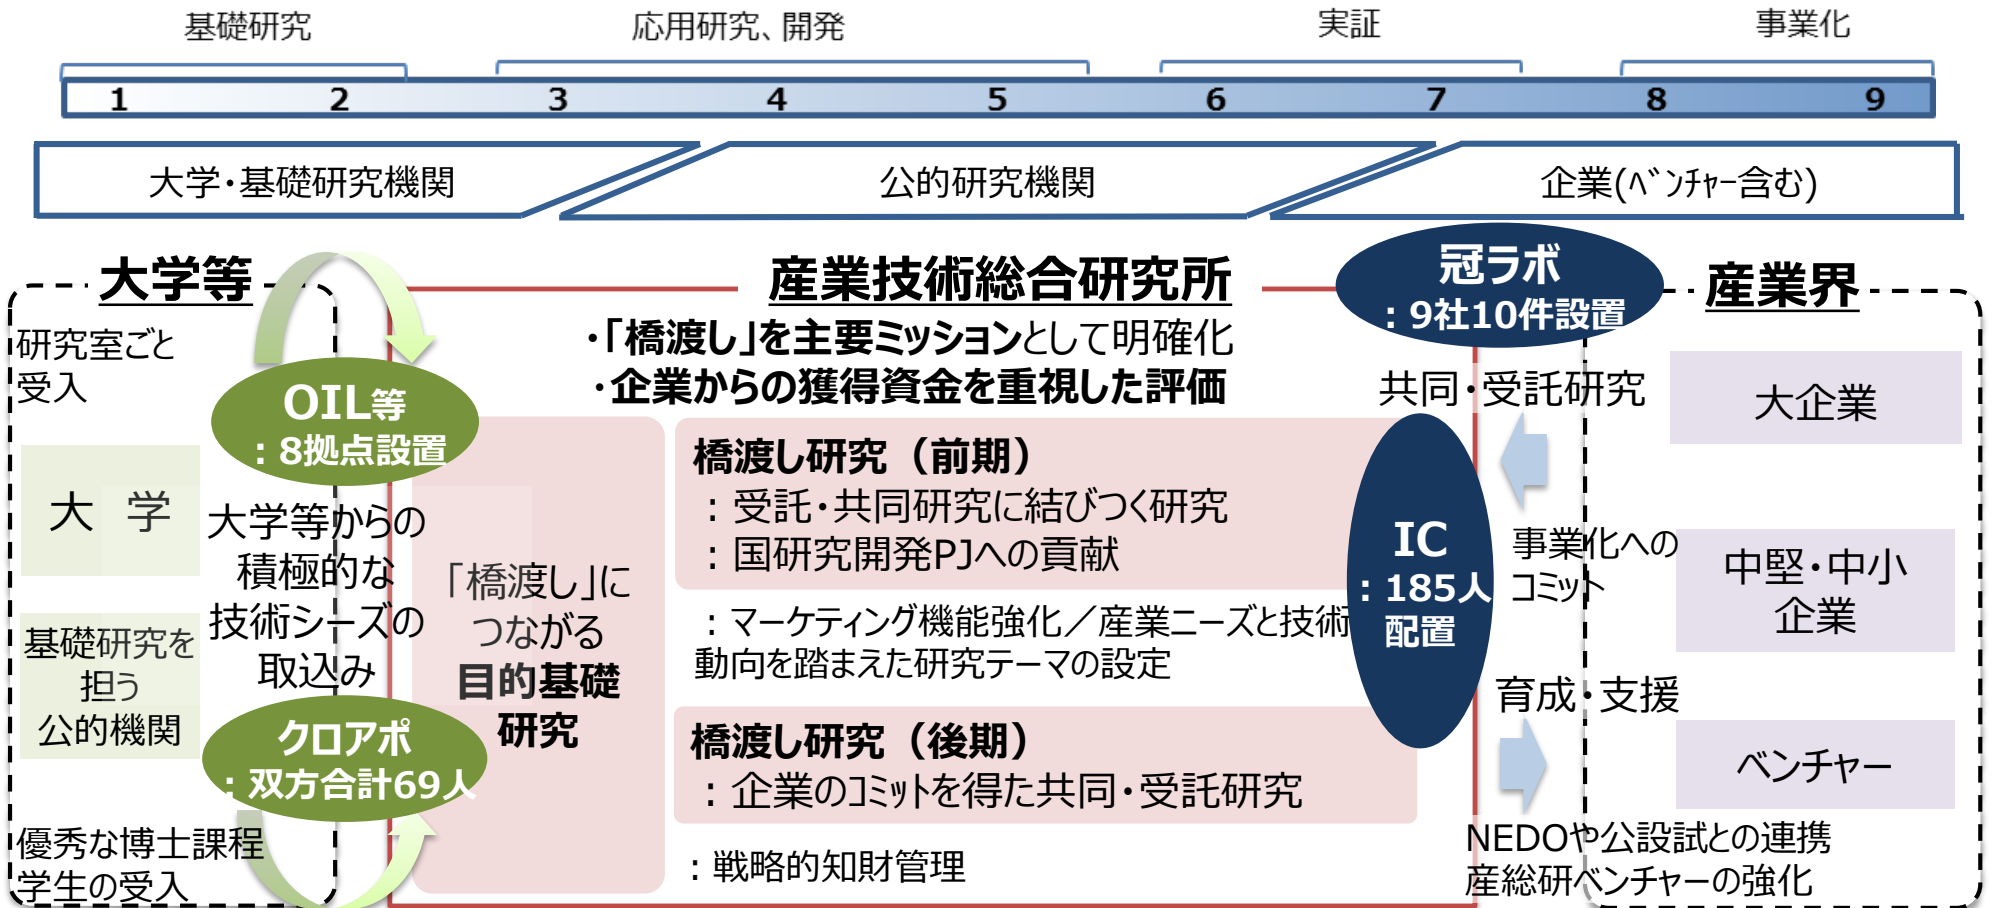 基礎研究
応用研究、開発
実証
事業化
1 2 3 4 5 6 7 8 9
大学・基礎研究機関
公的研究機関
企業(ﾍﾞﾝﾁｬｰ含む)
大学等
研究室ごと
受入
OIL等
：8拠点設置
大 学
大学等からの
積極的な
技術シーズの
取込み
基礎研究を
担う
公的機関
クロアポ
：双方合計69人
優秀な博士課程
学生の受入
産業技術総合研究所
・「橋渡し」を主要ミッションとして明確化
・企業からの獲得資金を重視した評価
「橋渡し」に
つながる
目的基礎
研究
橋渡し研究（前期）
：受託・共同研究に結びつく研究
：国研究開発PJへの貢献
：マーケティング機能強化／産業ニーズと技術
動向を踏まえた研究テーマの設定
橋渡し研究（後期）
：企業のｺﾐｯﾄを得た共同・受託研究
：戦略的知財管理
冠ラボ
：9社10件設置
IC
：185人
配置
産業界
共同・受託研究
事業化への
コミット
育成・支援
NEDOや公設試との連携
産総研ベンチャーの強化
大企業
中堅・中小
企業
ベンチャー